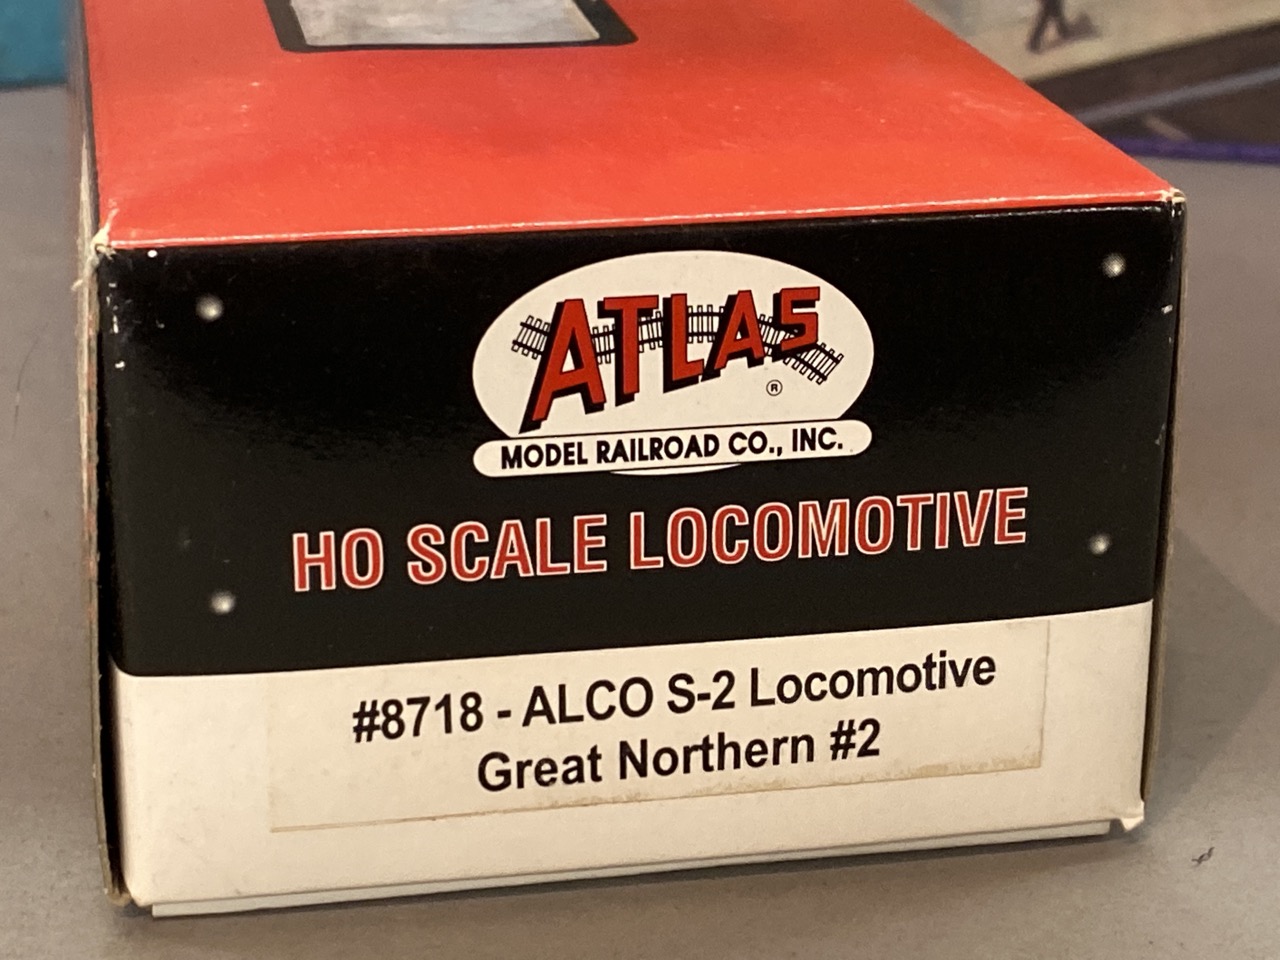 ATLAS
®
MODEL RAILROAD CO., INC.
HO SCALE LOCOMOTIVE
#8718 - ALCO S-2 Locomotive
Great Northern #2